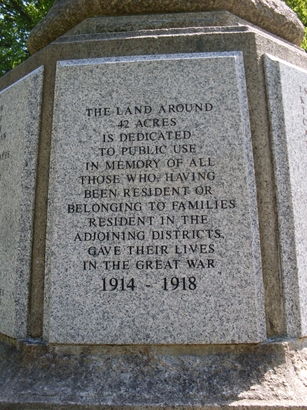 THE LAND AROUND
42 ACRES
IS DEDICATED
TO PUBLIC USE
IN MEMORY OF ALL
THOSE WHO, HAVING
BEEN RESIDENT OR
BELONGING TO FAMILIES
RESIDENT IN THE
ADJOINING DISTRICTS,
GAVE THEIR LIVES
IN THE GREAT WAR
1914 - 1918